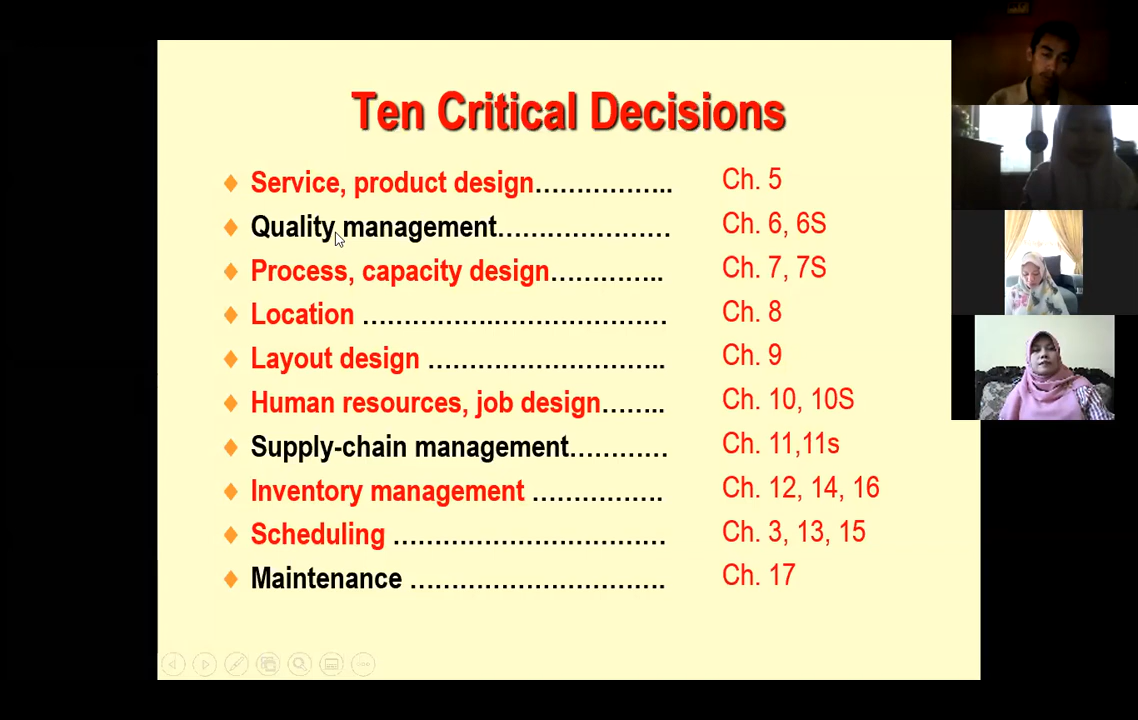 Ten Critical Decisions
Service, product design…………….. Ch. 5
Quality management………………… Ch. 6, 6S
Process, capacity design………….. Ch. 7, 7S
Location ……………..………………… Ch. 8
Layout design …………………….. Ch. 9
Human resources, job design…….. Ch. 10, 10S
Supply-chain management………… Ch. 11,11s
Inventory management ……………. Ch. 12, 14, 16
Scheduling …………………………… Ch. 3, 13, 15
Maintenance …………………………. Ch. 17